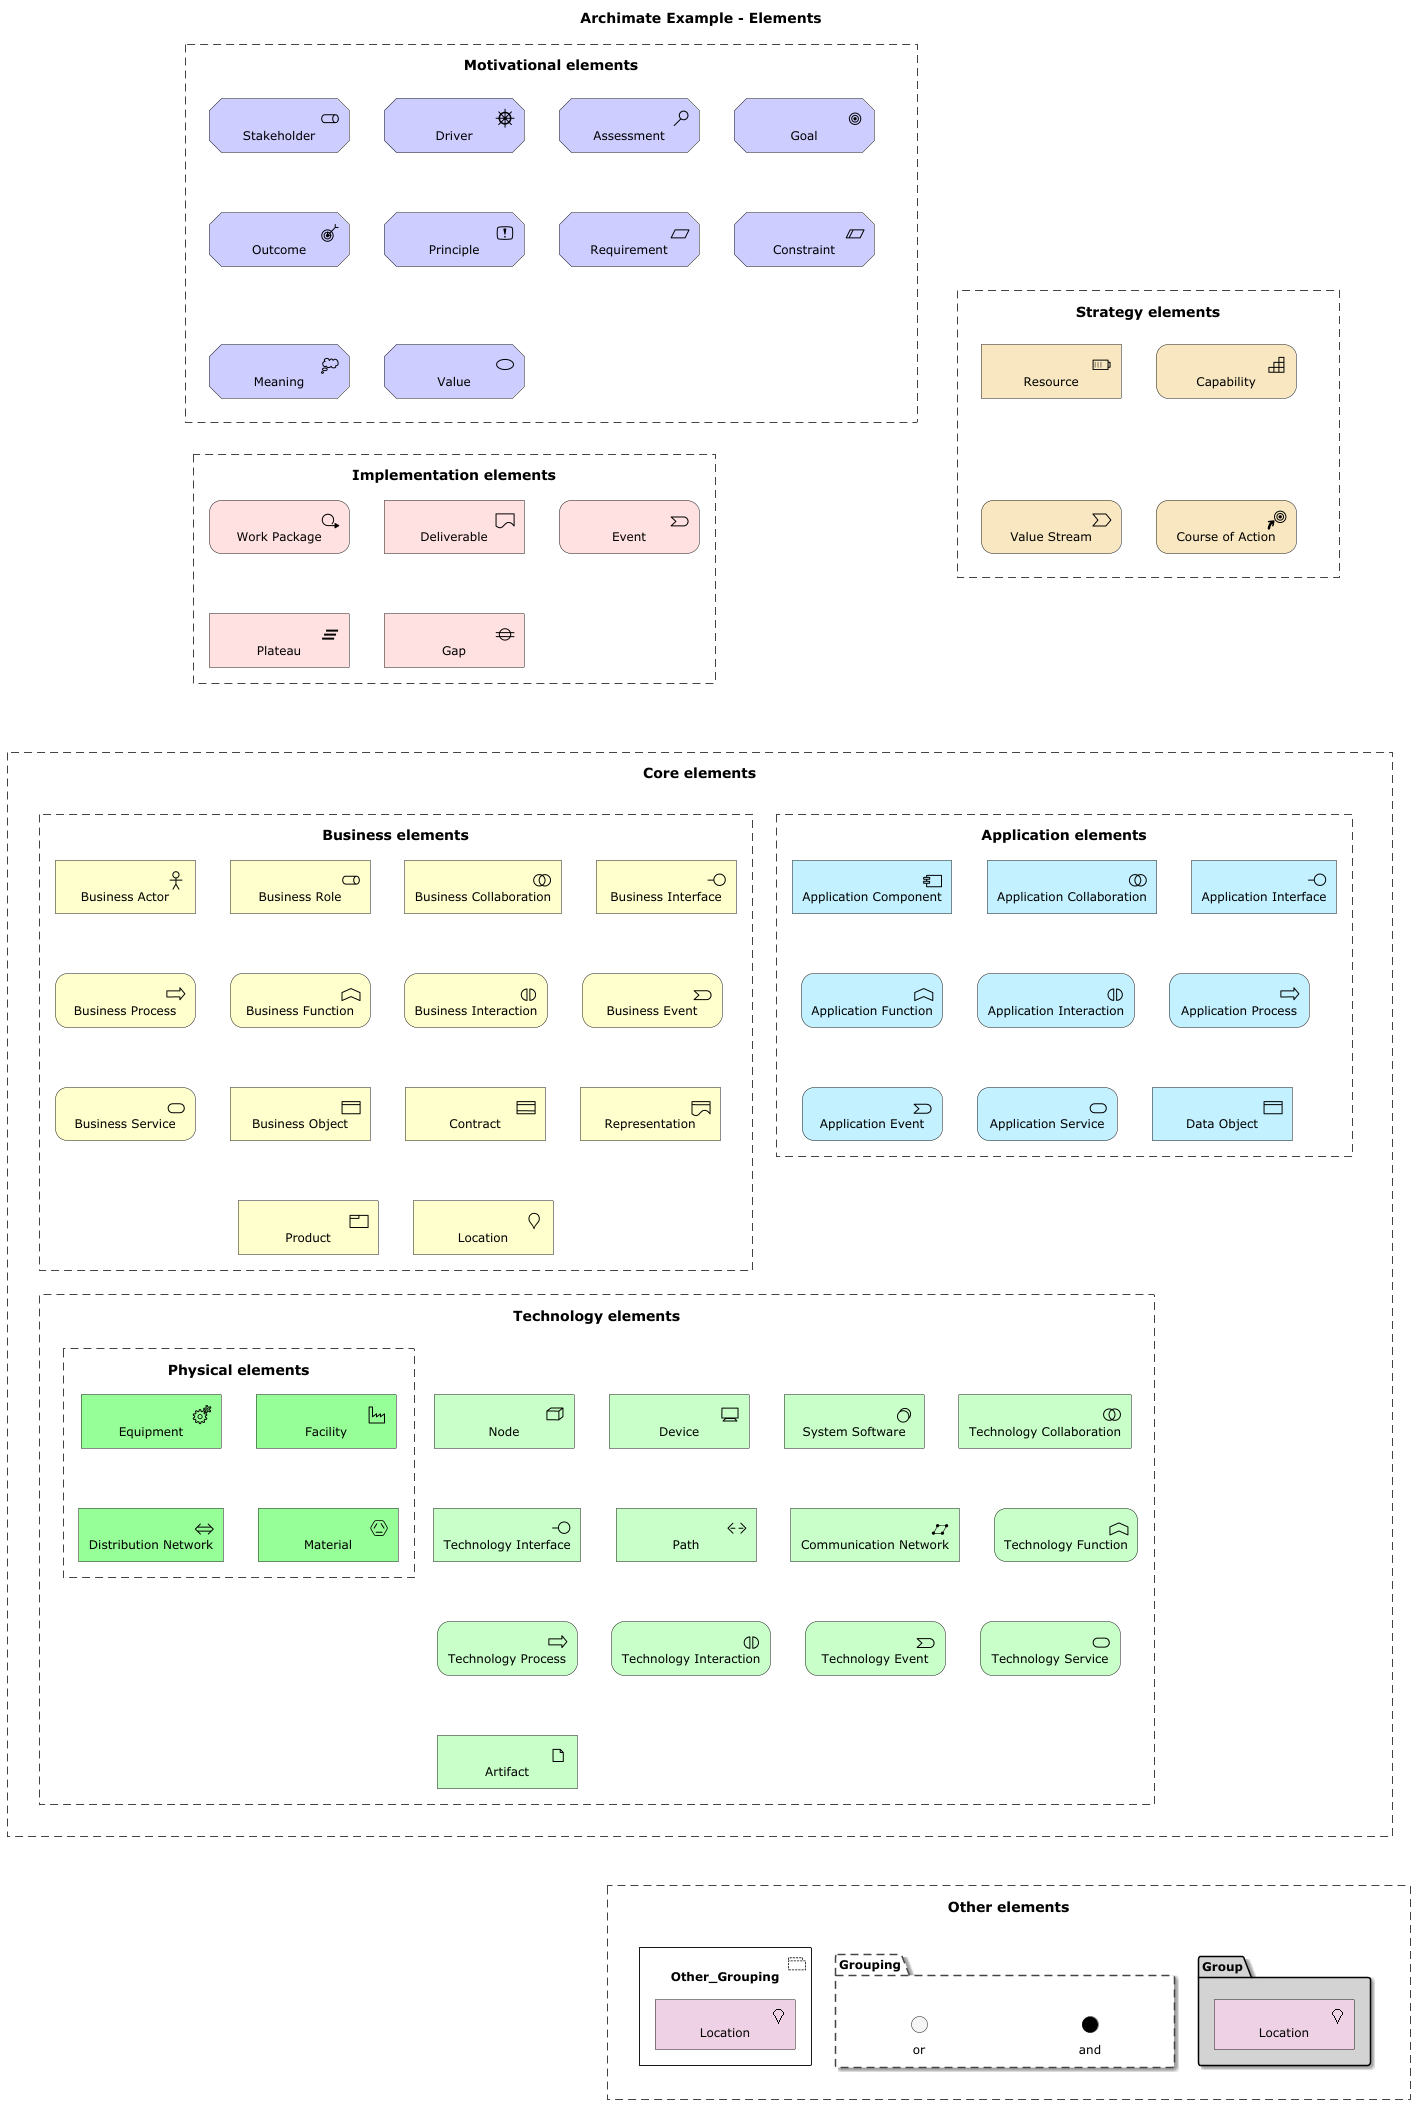 Archimate Example - Elements
Motivational elements
Stakeholder
Driver
Assessment
Goal
Outcome
Principle
Requirement
Constraint
Meaning
Value
Strategy elements
Resource
Capability
Value Stream
Course of Action
Implementation elements
Work Package
Deliverable
Event
Plateau
Gap
Core elements
Business elements
Business Actor
Business Role
Business Collaboration
Business Interface
Business Process
Business Function
Business Interaction
Business Event
Business Service
Business Object
Contract
Representation
Product
Location
Application elements
Application Component
Application Collaboration
Application Interface
Application Function
Application Interaction
Application Process
Application Event
Application Service
Data Object
Technology elements
Physical elements
Equipment
Facility
Distribution Network
Material
Node
Device
System Software
Technology Collaboration
Technology Interface
Path
Communication Network
Technology Function
Technology Process
Technology Interaction
Technology Event
Technology Service
Artifact
Other elements
Other_Grouping
Location
Grouping
or
and
Group
Location